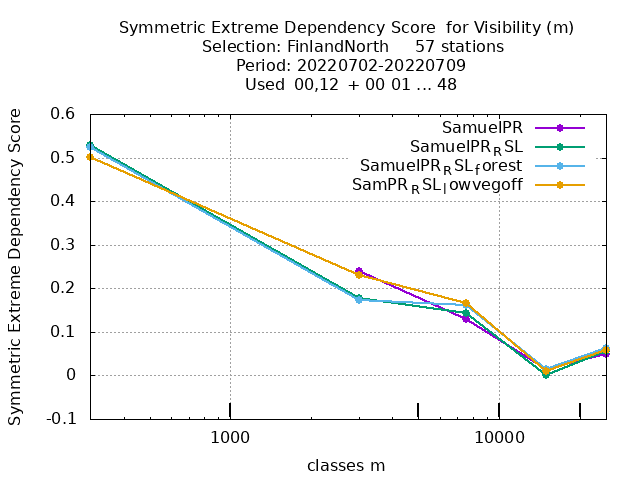 Symmetric Extreme Dependency Score for Visibility (m)
Selection: FinlandNorth 57 stations
Period: 20220702-20220709
Used 00,12 + 00 01 ... 48
SamuelPR
SamuelPR_RSL
SamuelPR_RSL_forest
SamPR_RSL_lowvegoff
Symmetric Extreme Dependency Score
0.6
0.5
0.4
0.3
0.2
0.1
0
-0.1
1000 10000
classes m